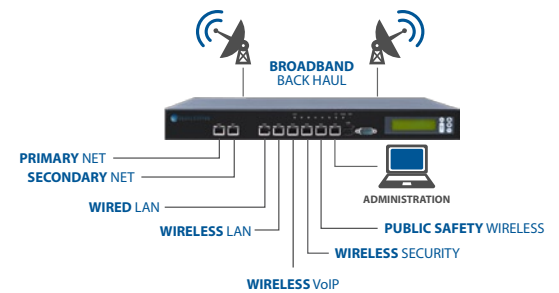 BROADBAND
BACK HAUL
PRIMARY NET
SECONDARY NET
WIRED LAN
WIRELESS LAN
ADMINISTRATION
PUBLIC SAFETY WIRELESS
WIRELESS SECURITY
WIRELESS VoIP